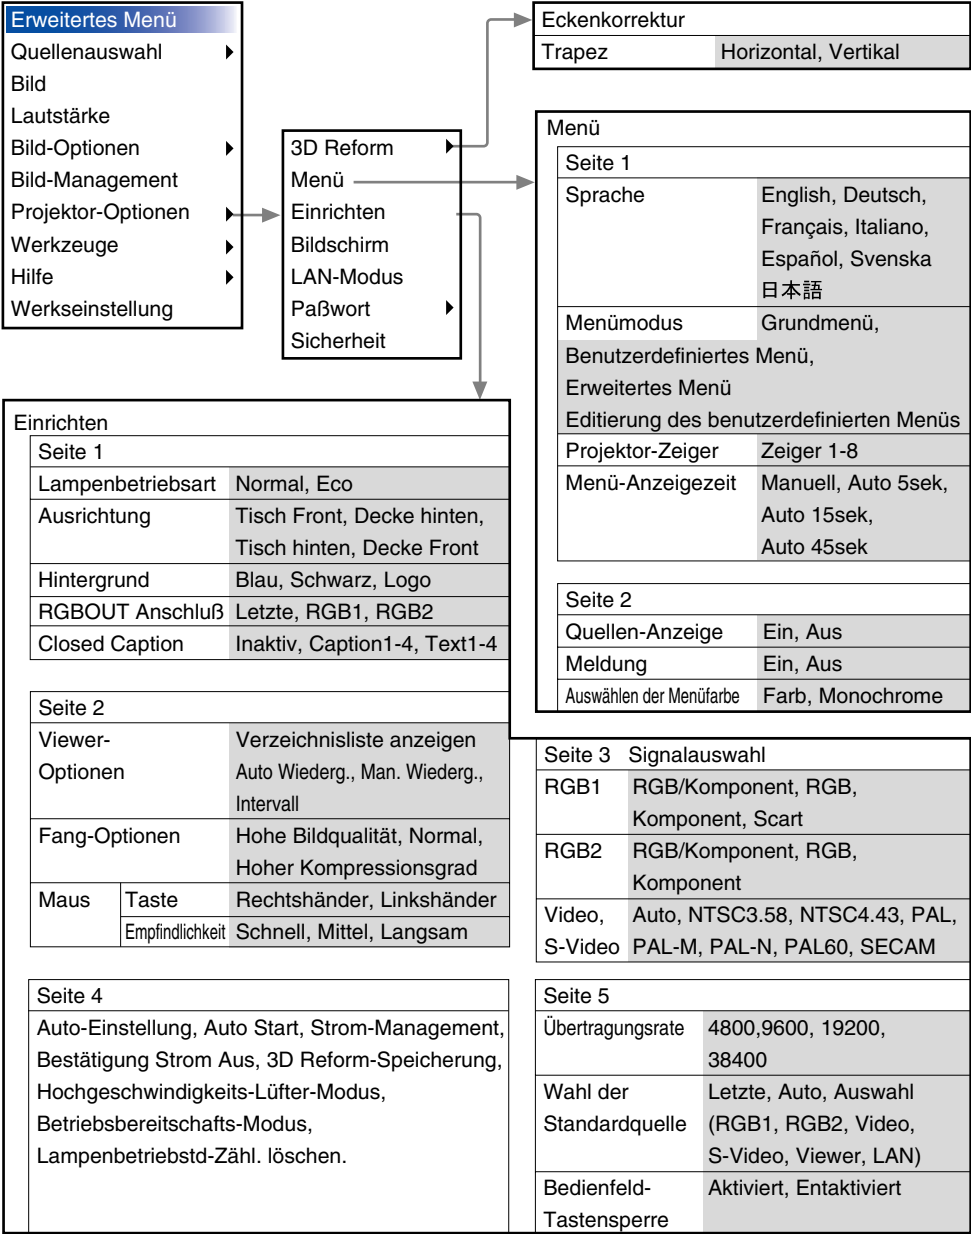 Erweitertes Menü
Quellenauswahl
Bild
Lautstärke
Bild-Optionen
Bild-Management
Projektor-Optionen
Werkzeuge
Hilfe
Werkseinstellung
3D Reform
Menü
Einrichten
Bildschirm
LAN-Modus
Paßwort
Sicherheit
Eckenkorrektur
Trapez Horizontal, Vertikal
Menü
Seite 1
Sprache English, Deutsch,
Français, Italiano,
Español, Svenska
日本語
Menümodus Grundmenü,
Benutzerdefiniertes Menü,
Erweitertes Menü
Editierung des benutzerdefinierten Menüs
Projektor-Zeiger Zeiger 1-8
Menü-Anzeigezeit Manuell, Auto 5sek,
Auto 15sek,
Auto 45sek
Seite 2
Quellen-Anzeige Ein, Aus
Meldung Ein, Aus
Auswählen der Menüfarbe Farb, Monochrome
Einrichten
Seite 1
Lampenbetriebsart Normal, Eco
Ausrichtung Tisch Front, Decke hinten,
Tisch hinten, Decke Front
Hintergrund Blau, Schwarz, Logo
RGBOUT Anschluß Letzte, RGB1, RGB2
Closed Caption Inaktiv, Caption1-4, Text1-4
Seite 2
Viewer- Verzeichnisliste anzeigen
Optionen Auto Wiederg., Man. Wiederg.,
Intervall
Fang-Optionen Hohe Bildqualität, Normal,
Hoher Kompressionsgrad
Maus Taste Rechtshänder, Linkshänder
Empfindlichkeit Schnell, Mittel, Langsam
Seite 3 Signalauswahl
RGB1 RGB/Komponent, RGB,
Komponent, Scart
RGB2 RGB/Komponent, RGB,
Komponent
Video, Auto, NTSC3.58, NTSC4.43, PAL,
S-Video PAL-M, PAL-N, PAL60, SECAM
Seite 4
Auto-Einstellung, Auto Start, Strom-Management,
Bestätigung Strom Aus, 3D Reform-Speicherung,
Hochgeschwindigkeits-Lüfter-Modus,
Betriebsbereitschafts-Modus,
Lampenbetriebstd-Zähl. löschen.
Seite 5
Übertragungsrate 4800,9600, 19200,
38400
Wahl der Letzte, Auto, Auswahl
Standardquelle (RGB1, RGB2, Video,
S-Video, Viewer, LAN)
Bedienfeld- Aktiviert, Entaktiviert
Tastensperre